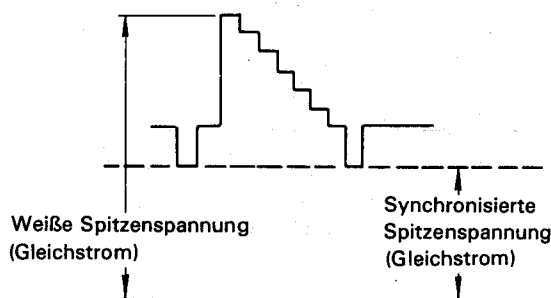 Weiße Spitzenspannung
(Gleichstrom)
Synchronisierte
Spitzenspannung
(Gleichstrom)